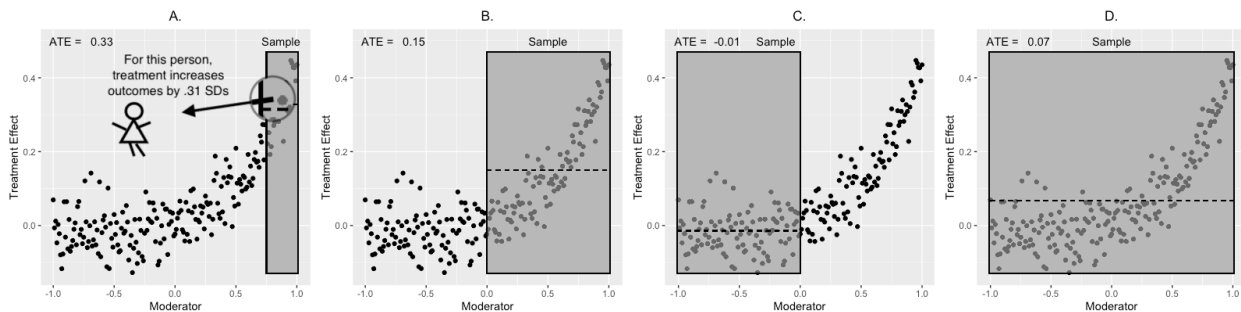 A.
ATE = 0.33
Sample
For this person,
treatment increases
outcomes by .31 SDs
Treatment Effect
0.4
0.2
0.0
-1.0 -0.5 0.0 0.5 1.0
Moderator
B.
ATE = 0.15
Sample
Treatment Effect
0.4
0.2
0.0
-1.0 -0.5 0.0 0.5 1.0
Moderator
C.
ATE = -0.01
Sample
Treatment Effect
0.4
0.2
0.0
-1.0 -0.5 0.0 0.5 1.0
Moderator
D.
ATE = 0.07
Sample
Treatment Effect
0.4
0.2
0.0
-1.0 -0.5 0.0 0.5 1.0
Moderator